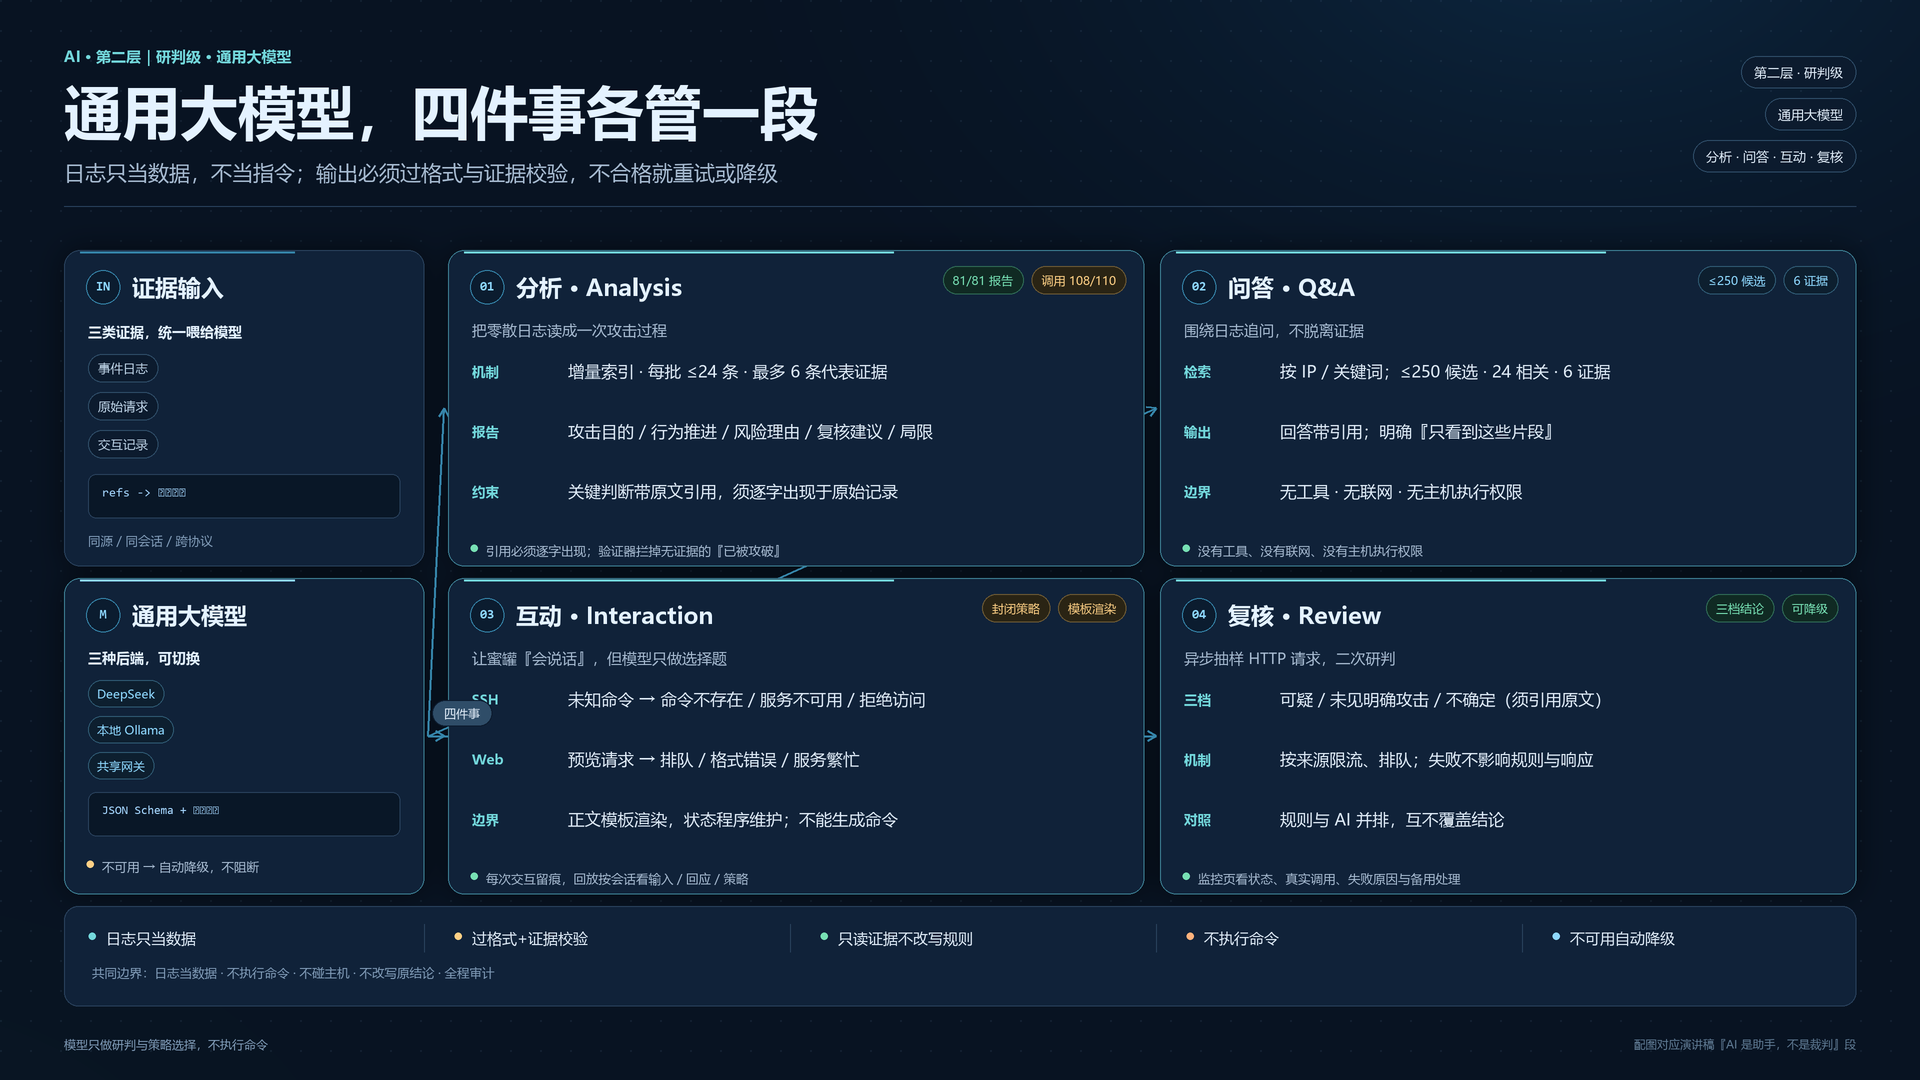 AI • 第二层 | 研判级 • 通用大模型
通用大模型，四件事各管一段
日志只当数据，不当指令；输出必须过格式与证据校验，不合格就重试或降级
第二层 · 研判级
通用大模型
分析 · 问答 · 互动 · 复核
IN 证据输入
三类证据，统一喂给模型
事件日志
原始请求
交互记录
refs ->
同源 / 同会话 / 跨协议
01 分析 • Analysis
81/81 报告
调用 108/110
把零散日志读成一次攻击过程
机制 增量索引 · 每批 ≤24 条 · 最多 6 条代表证据
报告 攻击目的 / 行为推进 / 风险理由 / 复核建议 / 局限
约束 关键判断带原文引用，须逐字出现于原始记录
引用必须逐字出现；验证器拦掉无证据的『已被攻破』
02 问答 • Q&A
≤250 候选
6 证据
围绕日志追问，不脱离证据
检索 按 IP / 关键词；≤250 候选 · 24 相关 · 6 证据
输出 回答带引用；明确『只看到这些片段』
边界 无工具 · 无联网 · 无主机执行权限
没有工具、没有联网、没有主机执行权限
M 通用大模型
三种后端，可切换
DeepSeek
本地 Ollama
共享网关
JSON Schema +
不可用 → 自动降级，不阻断
03 互动 • Interaction
封闭策略
模板渲染
让蜜罐『会说话』，但模型只做选择题
SSH 未知命令 → 命令不存在 / 服务不可用 / 拒绝访问
四件事
Web 预览请求 → 排队 / 格式错误 / 服务繁忙
边界 正文模板渲染，状态程序维护；不能生成命令
每次交互留痕，回放按会话看输入 / 回应 / 策略
04 复核 • Review
三档结论
可降级
异步抽样 HTTP 请求，二次研判
三档 可疑 / 未见明确攻击 / 不确定（须引用原文）
机制 按来源限流、排队；失败不影响规则与响应
对照 规则与 AI 并排，互不覆盖结论
监控页看状态、真实调用、失败原因与备用处理
日志只当数据
过格式+证据校验
只读证据不改写规则
不执行命令
不可用自动降级
共同边界：日志当数据 · 不执行命令 · 不碰主机 · 不改写原结论 · 全程审计
模型只做研判与策略选择，不执行命令
配图对应演讲稿『AI 是助手，不是裁判』段